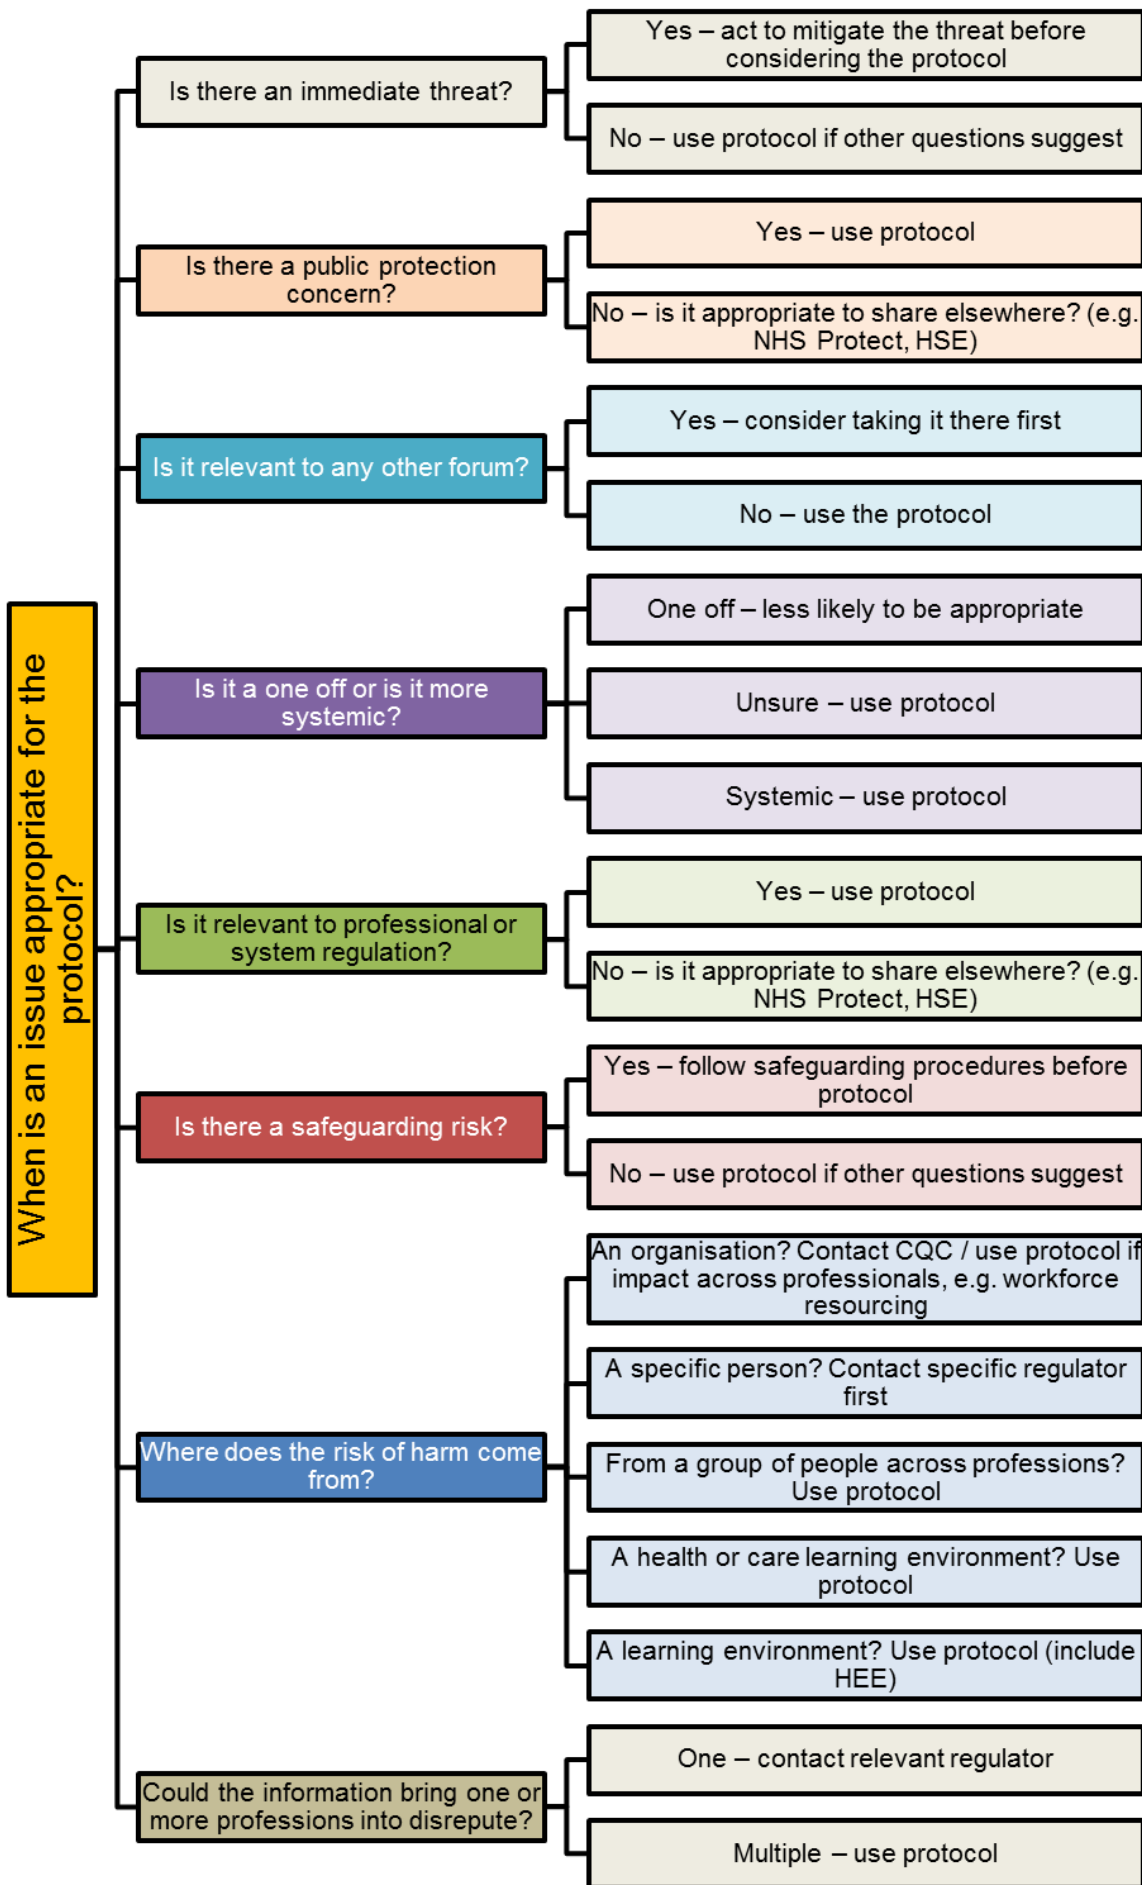 When is an issue appropriate for the
protocol?
Is there an immediate threat?
Yes – act to mitigate the threat before
considering the protocol
No – use protocol if other questions suggest
Is there a public protection
concern?
Yes – use protocol
No – is it appropriate to share elsewhere? (e.g.
NHS Protect, HSE)
Is it relevant to any other forum?
Yes – consider taking it there first
No – use the protocol
Is it a one off or is it more
systemic?
One off – less likely to be appropriate
Unsure – use protocol
Systemic – use protocol
Is it relevant to professional or
system regulation?
Yes – use protocol
No – is it appropriate to share elsewhere? (e.g.
NHS Protect, HSE)
Is there a safeguarding risk?
Yes – follow safeguarding procedures before
protocol
No – use protocol if other questions suggest
Where does the risk of harm come
from?
An organisation? Contact CQC / use protocol if
impact across professionals, e.g. workforce
resourcing
A specific person? Contact specific regulator
first
From a group of people across professions?
Use protocol
A health or care learning environment? Use
protocol
A learning environment? Use protocol (include
HEE)
Could the information bring one or
more professions into disrepute?
One – contact relevant regulator
Multiple – use protocol